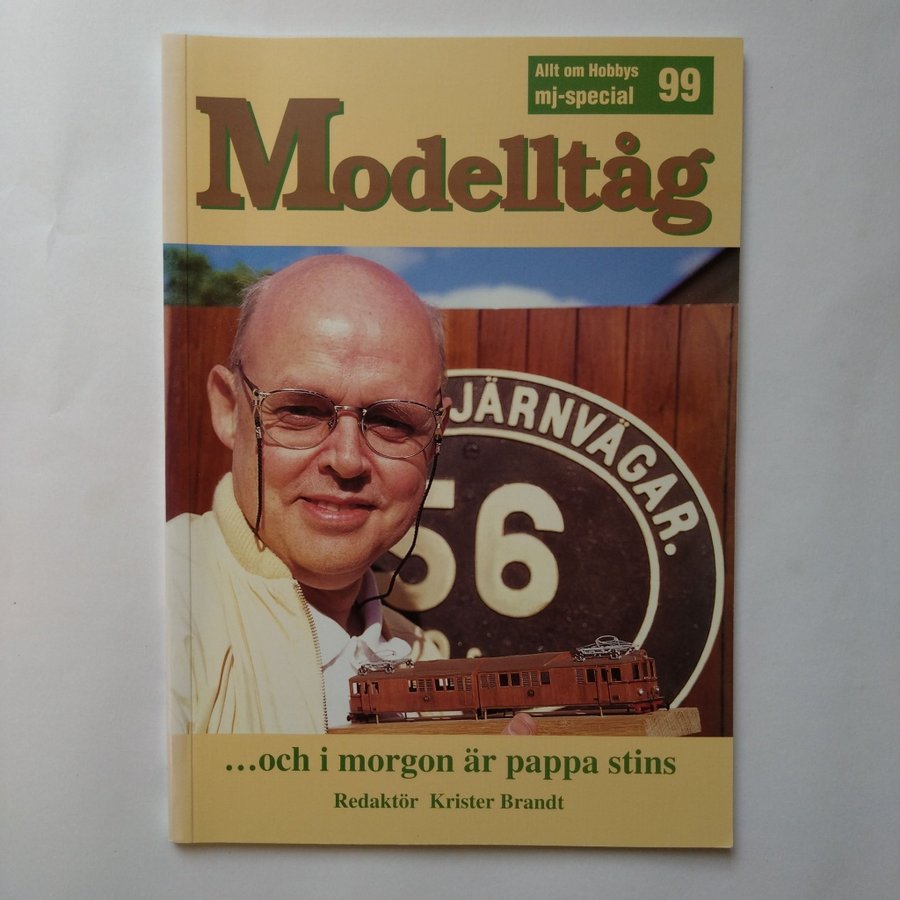 Allt om Hobbys
mj-special 99
Modelltåg
JÄRNVÄGAR.
56
...och i morgon är pappa stins
Redaktör Krister Brandt